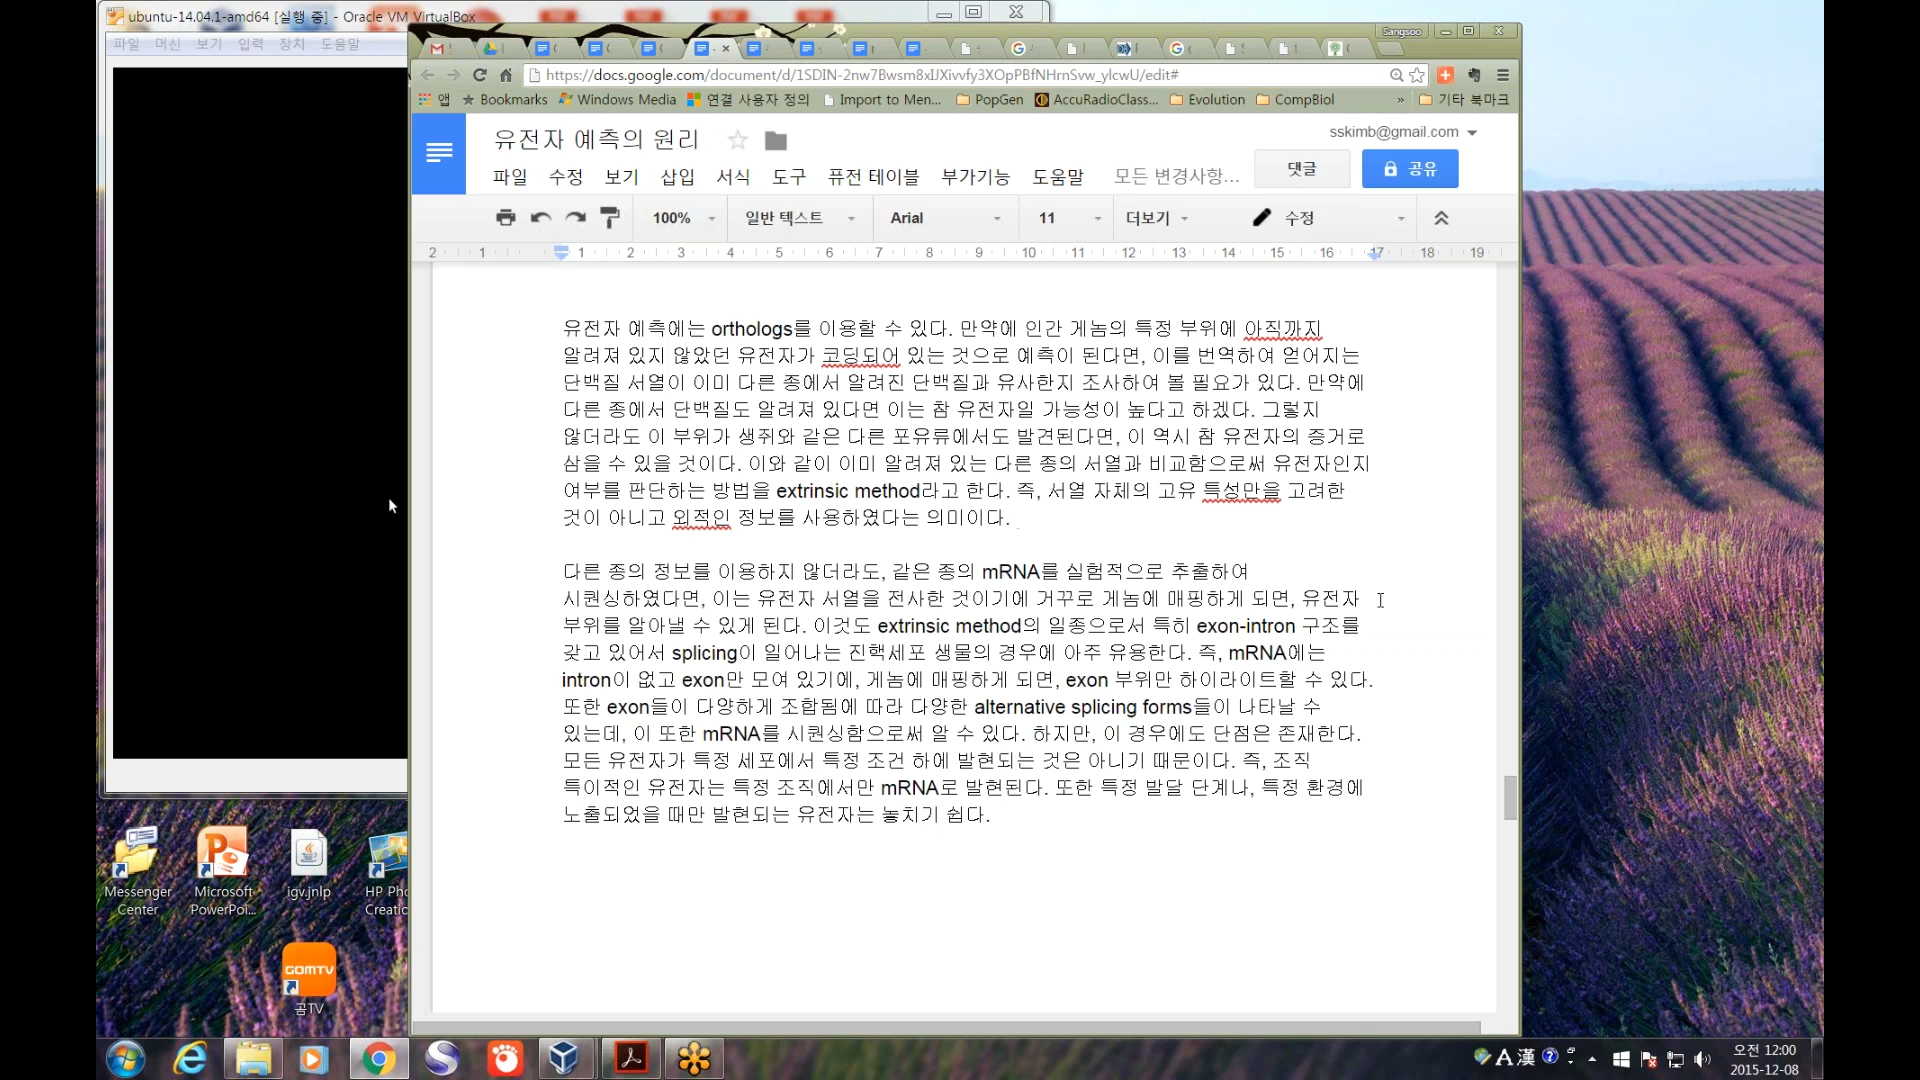 ubuntu-14.04.1-amd64 [실행 중] - Oracle VM VirtualBox
파일 머신 보기 입력 장치 도움말
Sangsoo
https://docs.google.com/document/d/1SDIN-2nw7Bwsm8xIJXivvfy3XOpPBfNHrnSvw_ylcwU/edit#
앱 Bookmarks Windows Media 연결 사용자 정의 Import to Men... PopGen AccuRadioClass... Evolution CompBiol » 기타 북마크
유전자 예측의 원리
sskimb@gmail.com
파일 수정 보기 삽입 서식 도구 퓨전 테이블 부가기능 도움말 모든 변경사항...
댓글 공유
100% 일반 텍스트 Arial 11 더보기 수정
2 1 1 2 3 4 5 6 7 8 9 10 11 12 13 14 15 16 17 18 19
유전자 예측에는 orthologs를 이용할 수 있다. 만약에 인간 게놈의 특정 부위에 아직까지
알려져 있지 않았던 유전자가 코딩되어 있는 것으로 예측이 된다면, 이를 번역하여 얻어지는
단백질 서열이 이미 다른 종에서 알려진 단백질과 유사한지 조사하여 볼 필요가 있다. 만약에
다른 종에서 단백질도 알려져 있다면 이는 참 유전자일 가능성이 높다고 하겠다. 그렇지
않더라도 이 부위가 생쥐와 같은 다른 포유류에서도 발견된다면, 이 역시 참 유전자의 증거로
삼을 수 있을 것이다. 이와 같이 이미 알려져 있는 다른 종의 서열과 비교함으로써 유전자인지
여부를 판단하는 방법을 extrinsic method라고 한다. 즉, 서열 자체의 고유 특성만을 고려한
것이 아니고 외적인 정보를 사용하였다는 의미이다.
다른 종의 정보를 이용하지 않더라도, 같은 종의 mRNA를 실험적으로 추출하여
시퀀싱하였다면, 이는 유전자 서열을 전사한 것이기에 거꾸로 게놈에 매핑하게 되면, 유전자
부위를 알아낼 수 있게 된다. 이것도 extrinsic method의 일종으로서 특히 exon-intron 구조를
갖고 있어서 splicing이 일어나는 진핵세포 생물의 경우에 아주 유용한다. 즉, mRNA에는
intron이 없고 exon만 모여 있기에, 게놈에 매핑하게 되면, exon 부위만 하이라이트할 수 있다.
또한 exon들이 다양하게 조합됨에 따라 다양한 alternative splicing forms들이 나타날 수
있는데, 이 또한 mRNA를 시퀀싱함으로써 알 수 있다. 하지만, 이 경우에도 단점은 존재한다.
모든 유전자가 특정 세포에서 특정 조건 하에 발현되는 것은 아니기 때문이다. 즉, 조직
특이적인 유전자는 특정 조직에서만 mRNA로 발현된다. 또한 특정 발달 단계나, 특정 환경에
노출되었을 때만 발현되는 유전자는 놓치기 쉽다.
Messenger Center
Microsoft PowerPoi...
igv.jnlp
HP Pho
Creatio
GOMTV
곰TV
A 漢
오전 12:00
2015-12-08